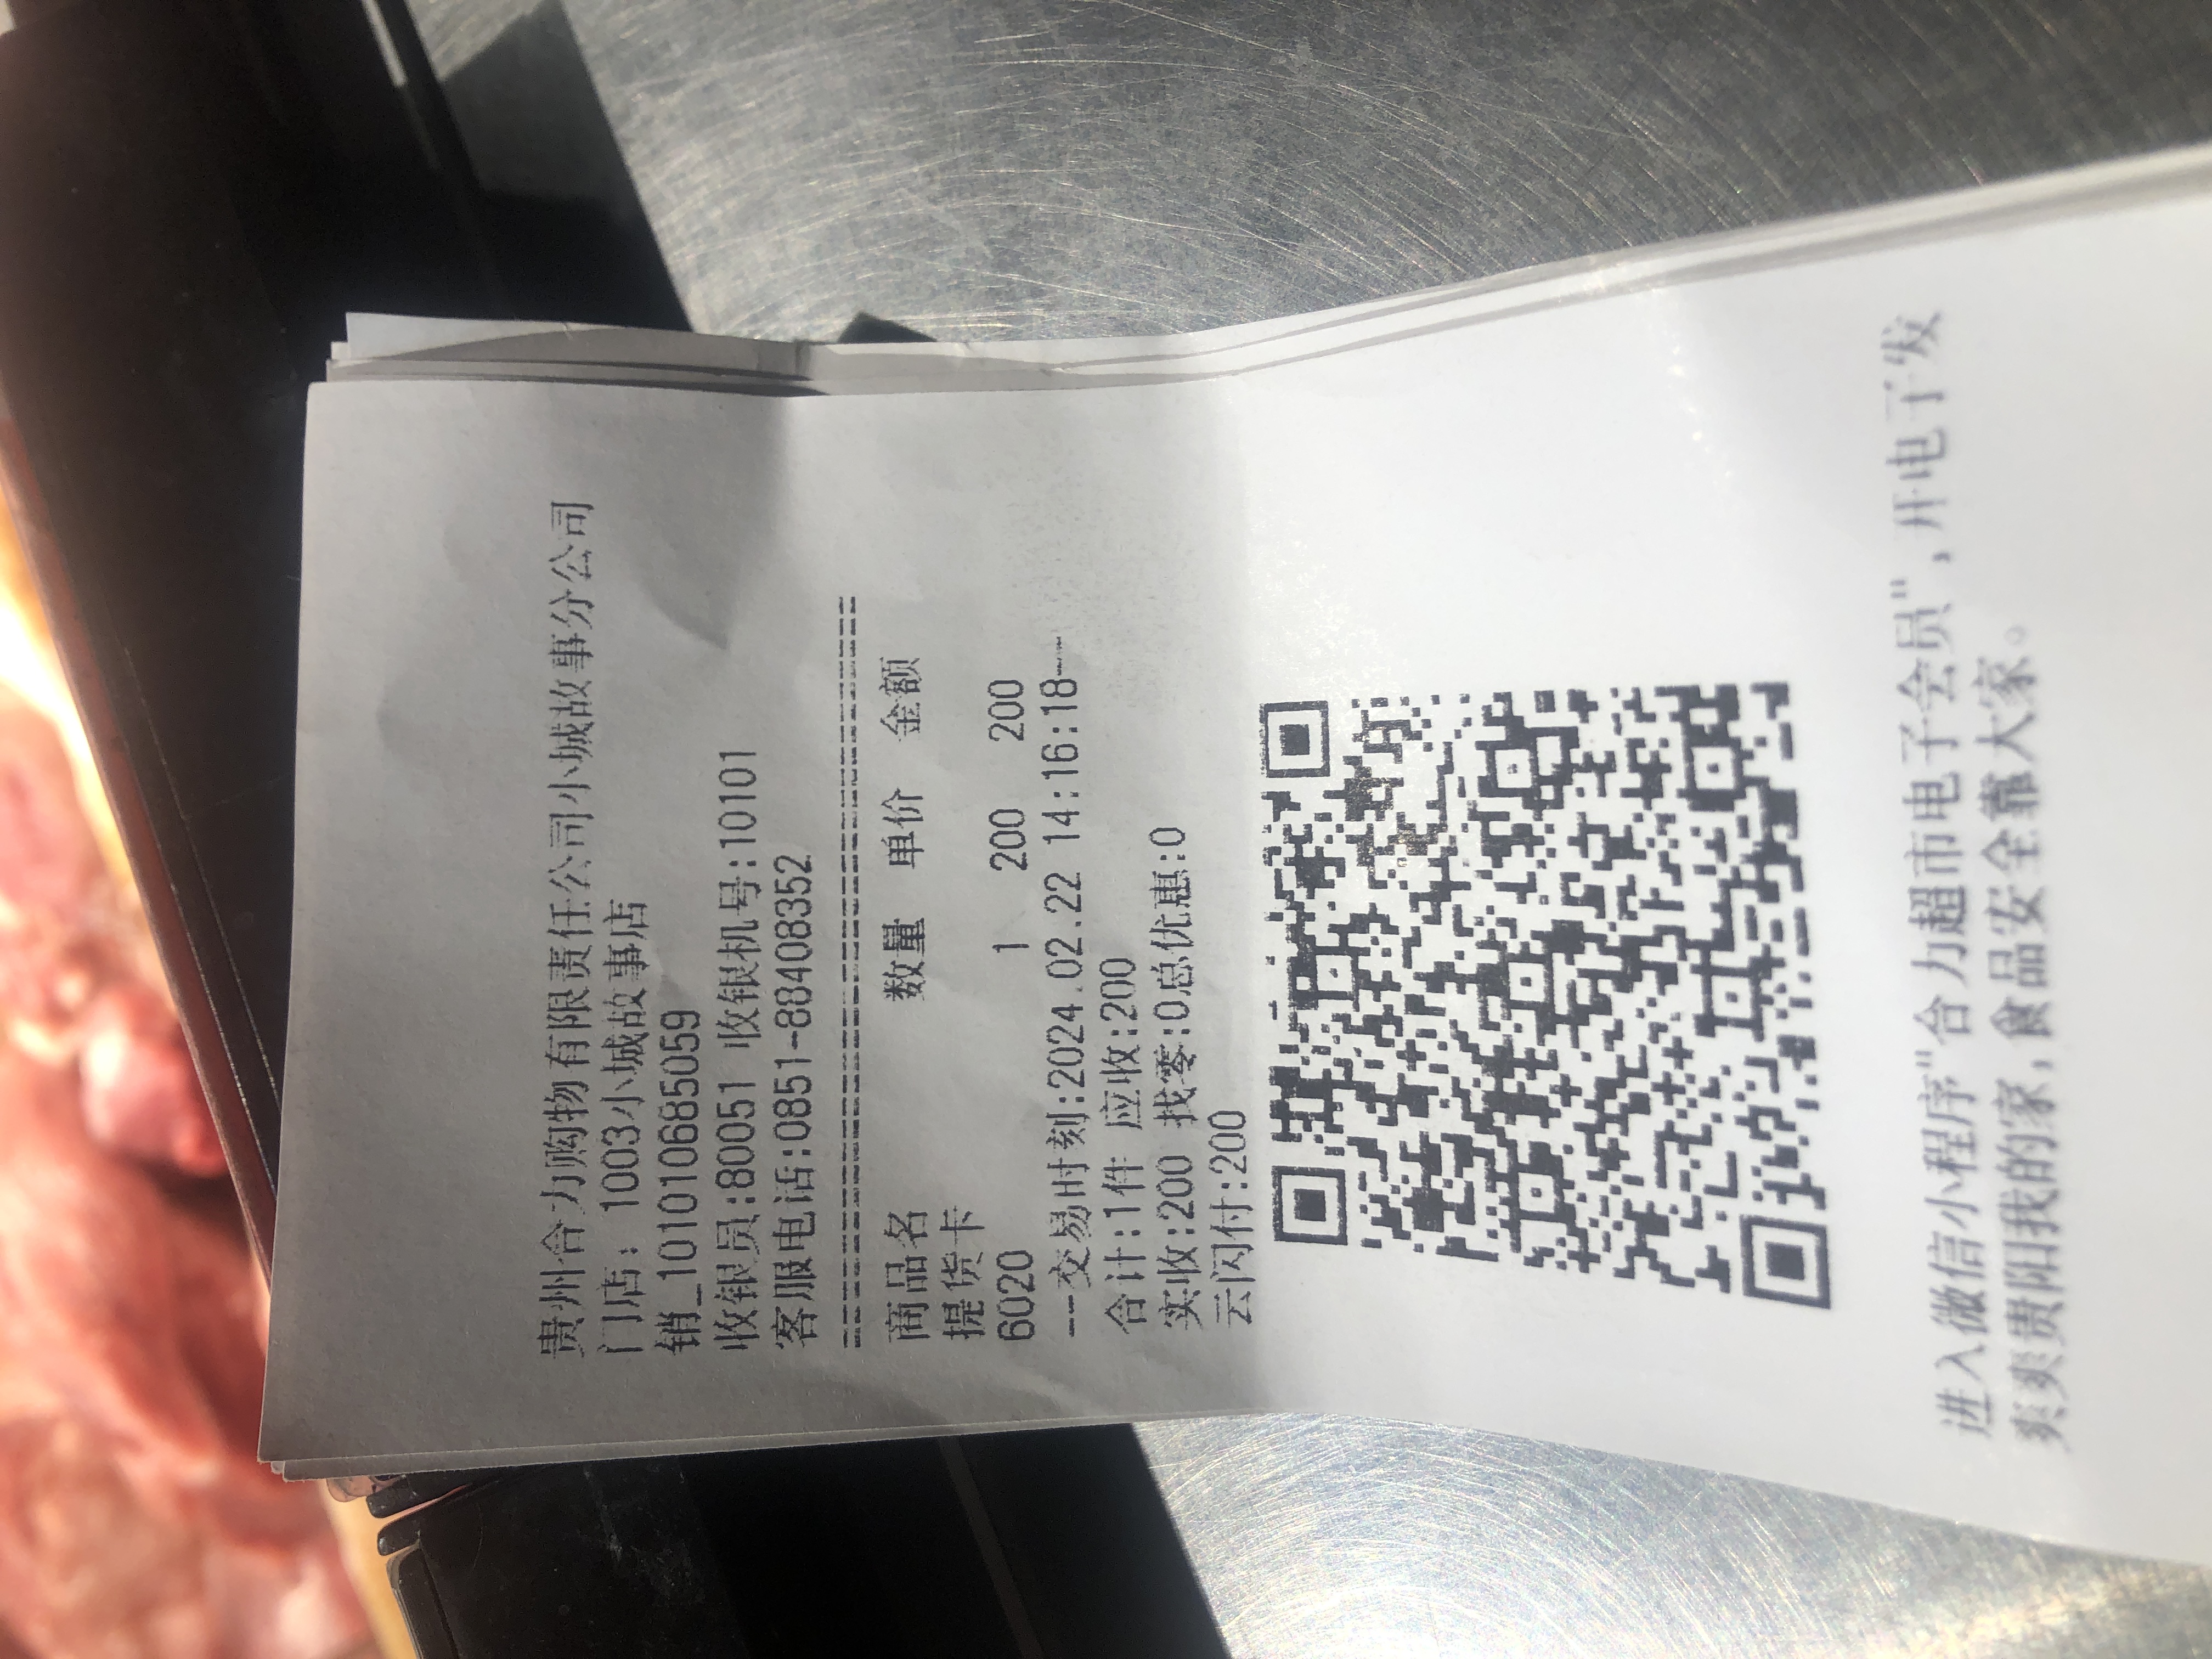 贵州合力购物有限责任公司小城故事分公司
门店：1003小城故事店
销_101010685059
收银员:80051 收银机号:10101
客服电话:0851-88408352
================================
商品名 数量 单价 金额
提货卡
6020 1 200 200
--交易时刻:2024.02.22 14:16:18--
合计:1件 应收:200
实收:200 找零:0总优惠:0
云闪付:200
进入微信小程序"合力超市电子会员",开电子发
爽爽贵阳我的家,食品安全靠大家。